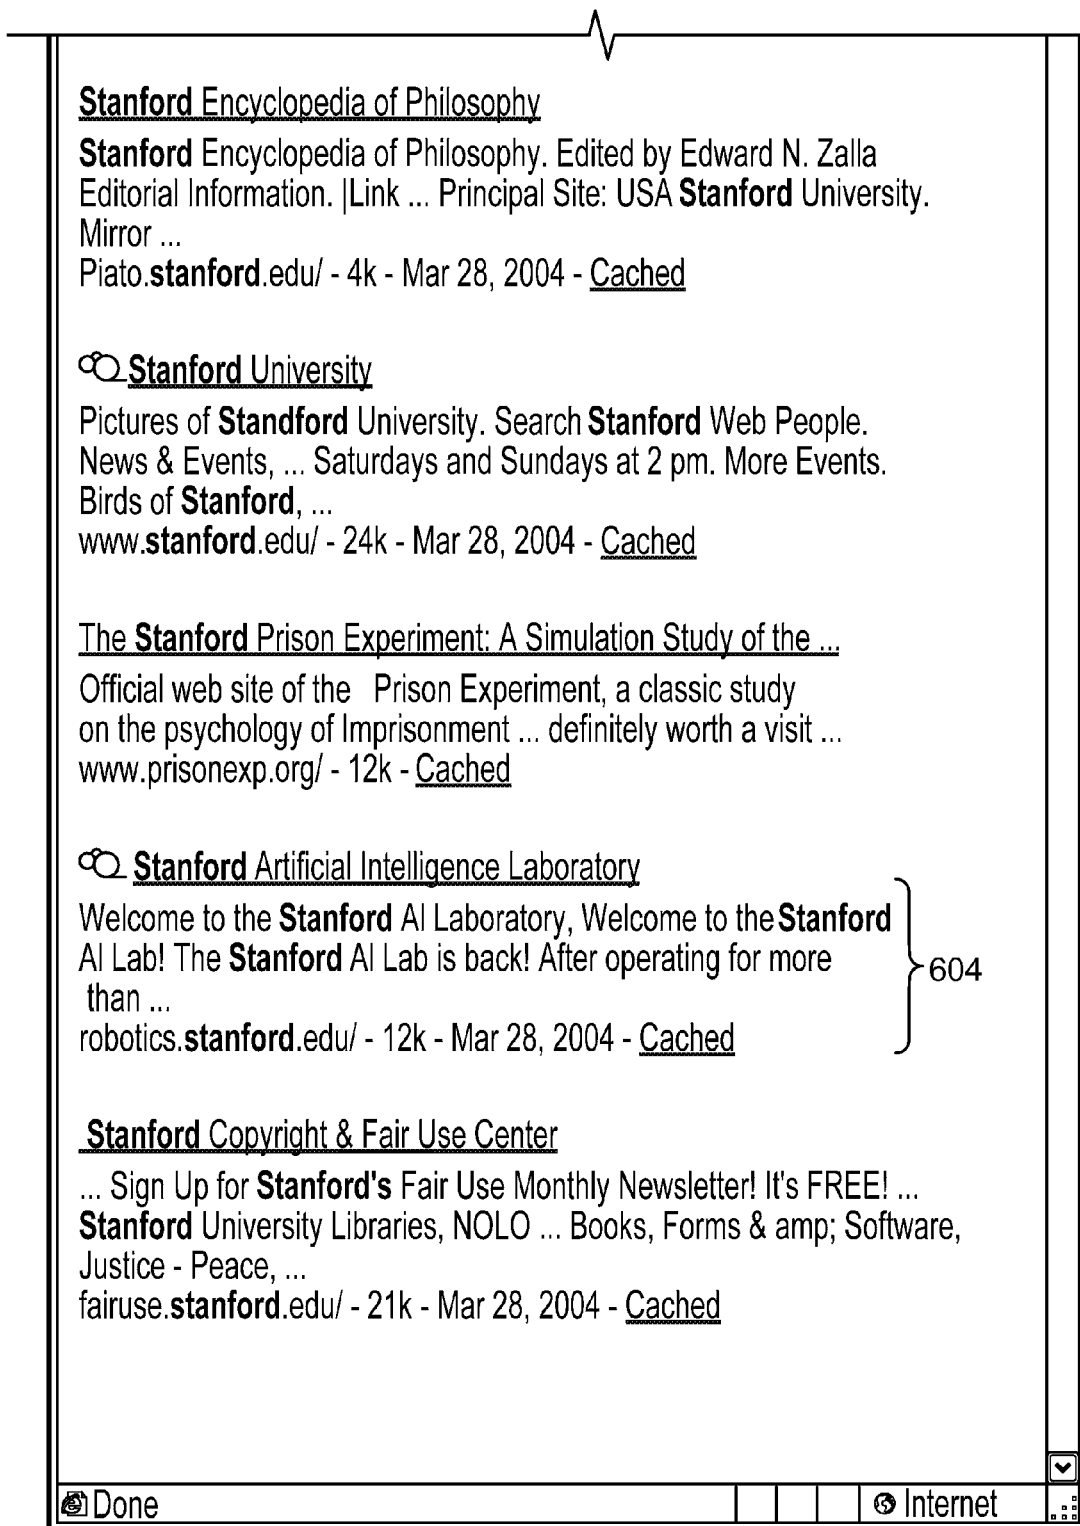 Stanford Encyclopedia of Philosophy
Stanford Encyclopedia of Philosophy. Edited by Edward N. Zalla
Editorial Information. |Link ... Principal Site: USA Stanford University.
Mirror ...
Piato.stanford.edu/ - 4k - Mar 28, 2004 - Cached
Stanford University
Pictures of Standford University. Search Stanford Web People.
News & Events, ... Saturdays and Sundays at 2 pm. More Events.
Birds of Stanford, ...
www.stanford.edu/ - 24k - Mar 28, 2004 - Cached
The Stanford Prison Experiment: A Simulation Study of the ...
Official web site of the Prison Experiment, a classic study
on the psychology of Imprisonment ... definitely worth a visit ...
www.prisonexp.org/ - 12k - Cached
Stanford Artificial Intelligence Laboratory
Welcome to the Stanford AI Laboratory, Welcome to the Stanford
AI Lab! The Stanford AI Lab is back! After operating for more
than ...
robotics.stanford.edu/ - 12k - Mar 28, 2004 - Cached
604
Stanford Copyright & Fair Use Center
... Sign Up for Stanford's Fair Use Monthly Newsletter! It's FREE! ...
Stanford University Libraries, NOLO ... Books, Forms & amp; Software,
Justice - Peace, ...
fairuse.stanford.edu/ - 21k - Mar 28, 2004 - Cached
Done
Internet